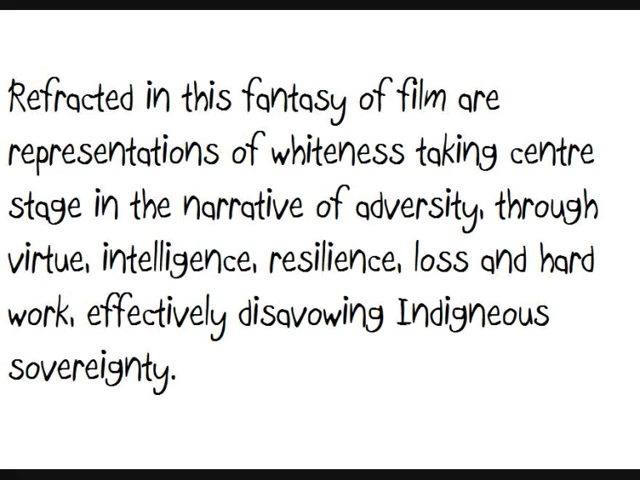 Refracted in this fantasy of film are
representations of whiteness taking centre
stage in the narrative of adversity, through
virtue, intelligence, resilience, loss and hard
work, effectively disavowing Indigneous
sovereignty.